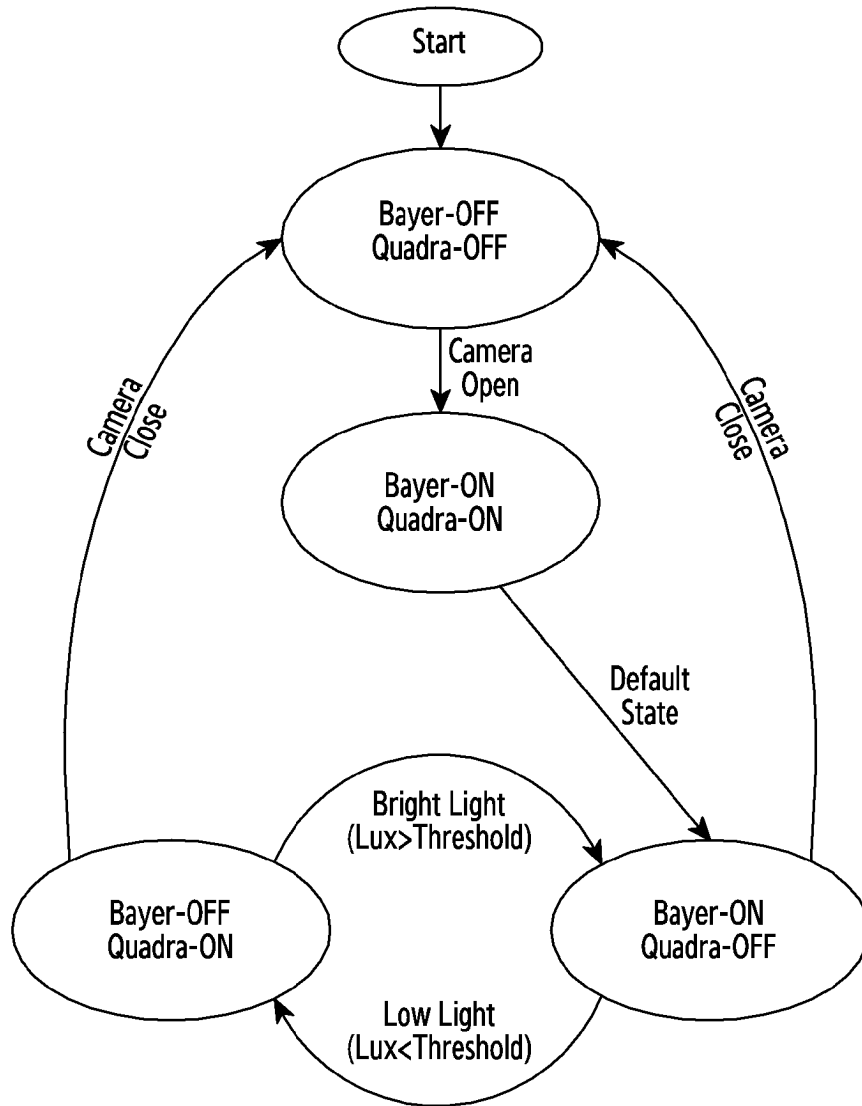 Start
Bayer-OFF
Quadra-OFF
Camera
Open
Camera
Close
Camera
Close
Bayer-ON
Quadra-ON
Default
State
Bright Light
(Lux>Threshold)
Bayer-OFF
Quadra-ON
Bayer-ON
Quadra-OFF
Low Light
(Lux<Threshold)